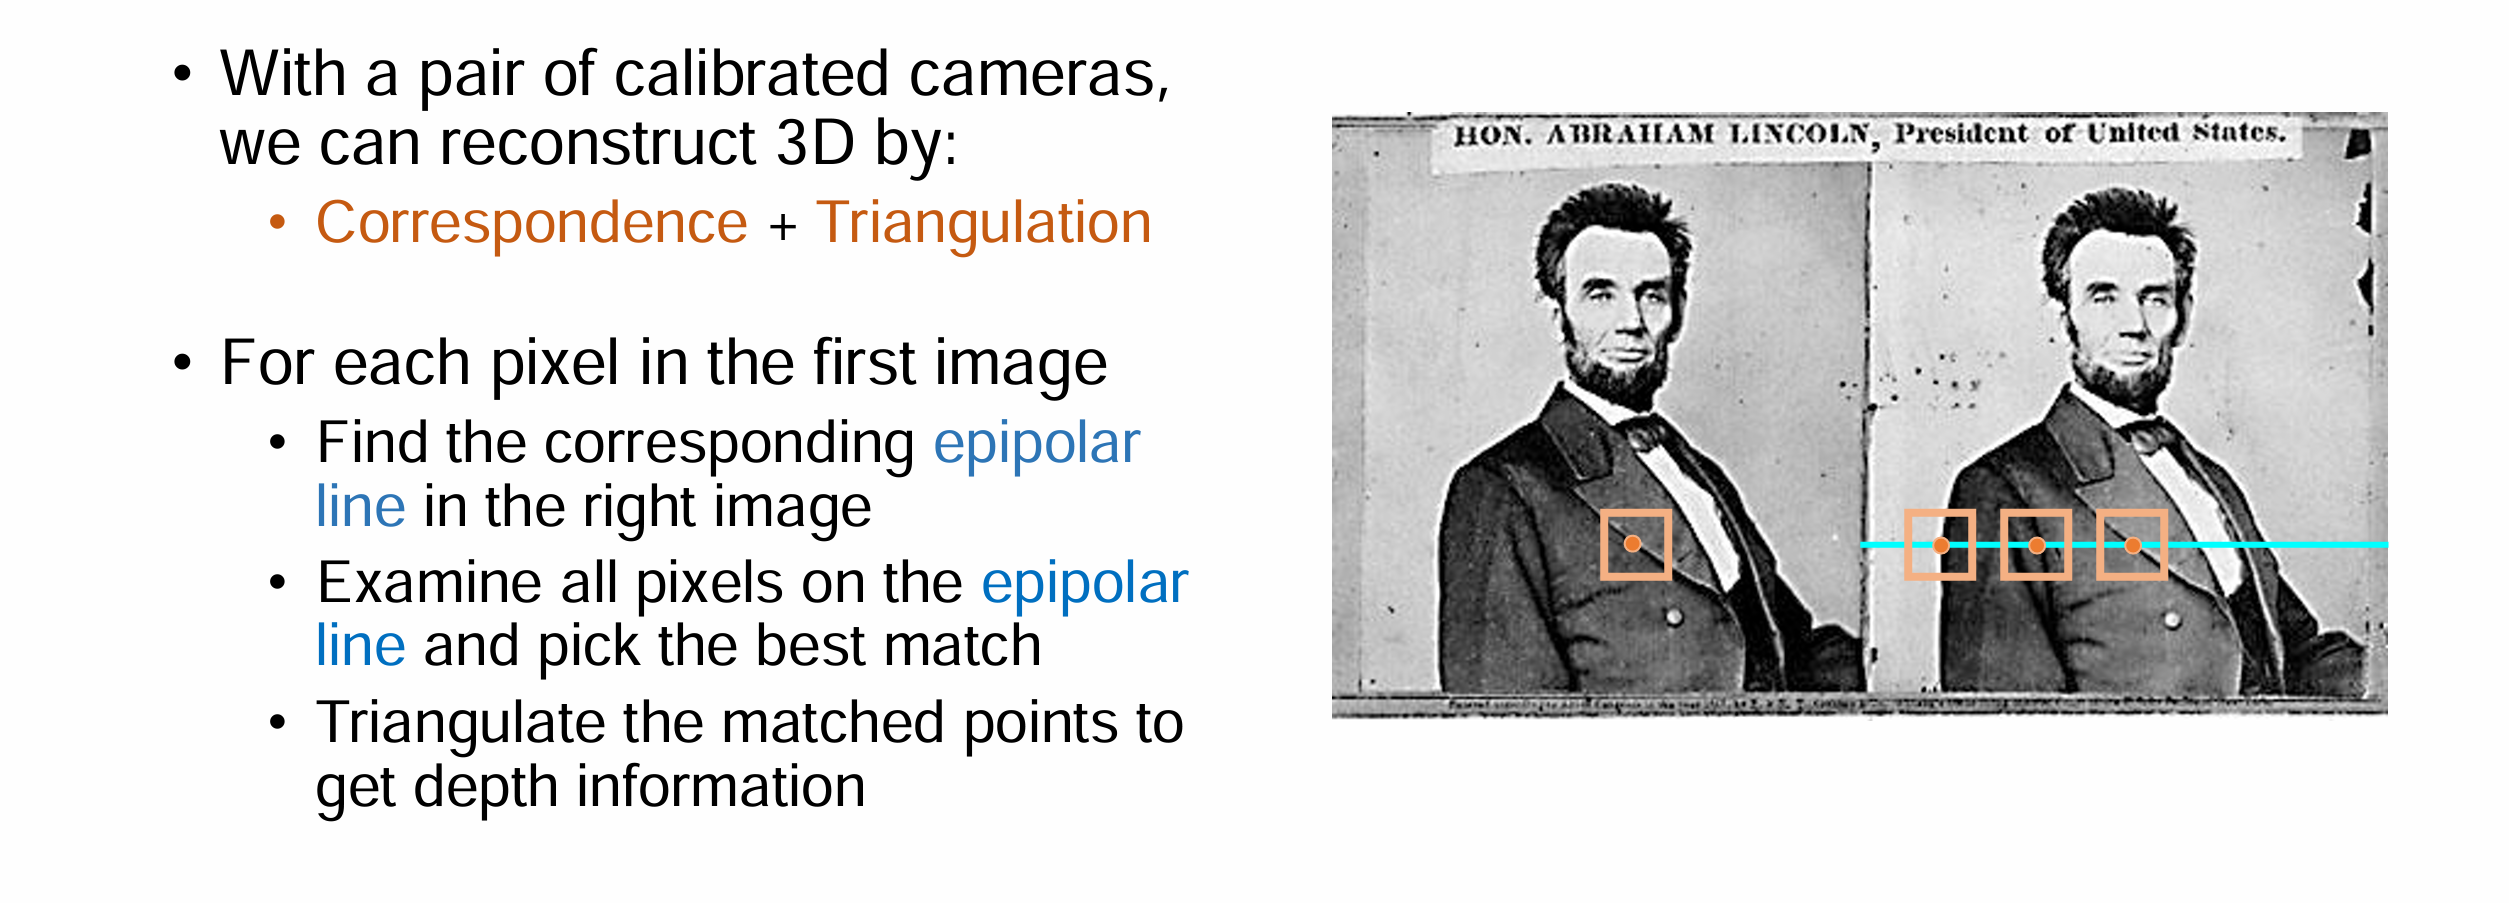 • With a pair of calibrated cameras,
we can reconstruct 3D by:
• Correspondence + Triangulation
• For each pixel in the first image
• Find the corresponding epipolar
line in the right image
• Examine all pixels on the epipolar
line and pick the best match
• Triangulate the matched points to
get depth information
HON. ABRAHAM LINCOLN, President of United States.